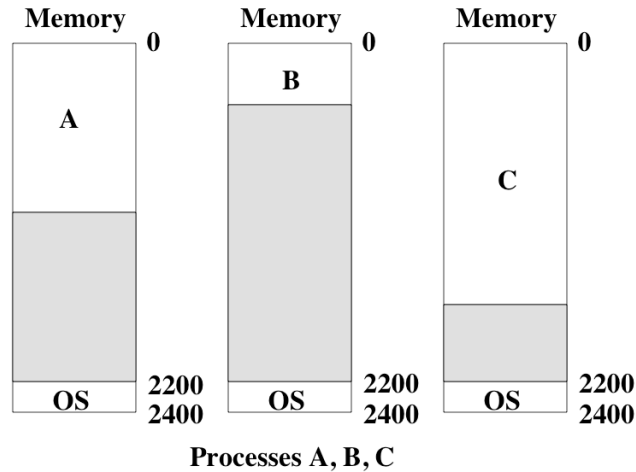 Memory Memory Memory
0 0 0
A B C
2200 2200 2200
OS OS OS
2400 2400 2400
Processes A, B, C